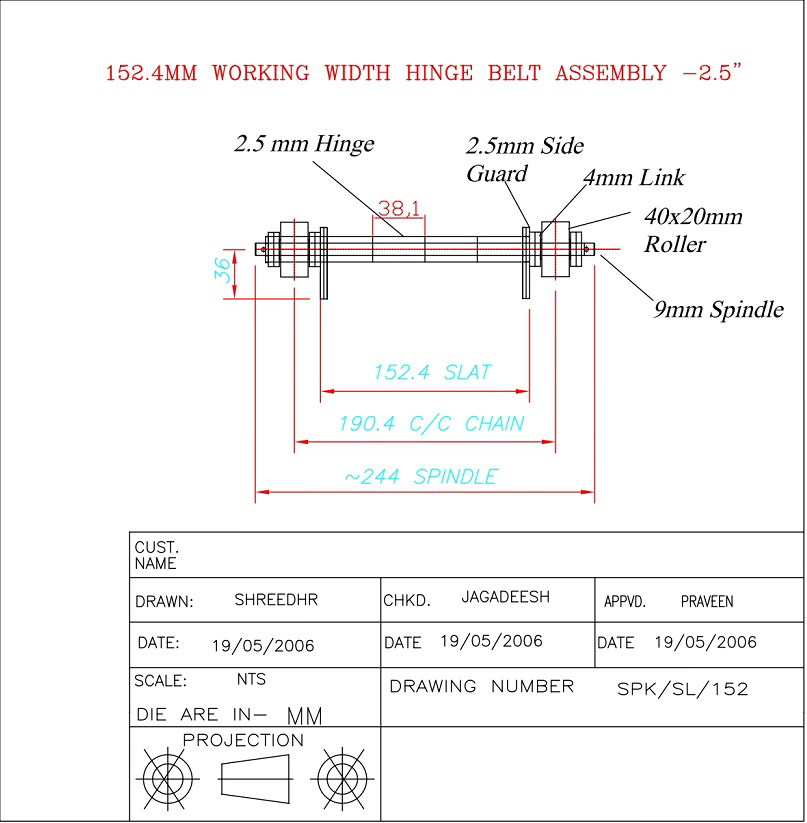 152.4MM WORKING WIDTH HINGE BELT ASSEMBLY -2.5"
2.5 mm Hinge
2.5mm Side
Guard
4mm Link
40x20mm
Roller
38,1
36
9mm Spindle
152.4 SLAT
190.4 C/C CHAIN
~244 SPINDLE
CUST.
NAME
DRAWN: SHREEDHR
CHKD. JAGADEESH
APPVD. PRAVEEN
DATE: 19/05/2006
DATE 19/05/2006
DATE 19/05/2006
SCALE: NTS
DRAWING NUMBER SPK/SL/152
DIE ARE IN- MM
PROJECTION